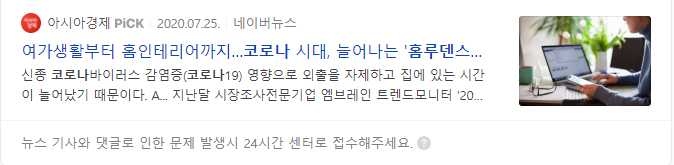 아시아경제 아시아경제 PiCK 2020.07.25. 네이버뉴스
여가생활부터 홈인테리어까지...코로나 시대, 늘어나는 '홈루덴스...
신종 코로나바이러스 감염증(코로나19) 영향으로 외출을 자제하고 집에 있는 시간
이 늘어났기 때문이다. A... 지난달 시장조사전문기업 엠브레인 트렌드모니터 '20...
뉴스 기사와 댓글로 인한 문제 발생시 24시간 센터로 접수해주세요. ?